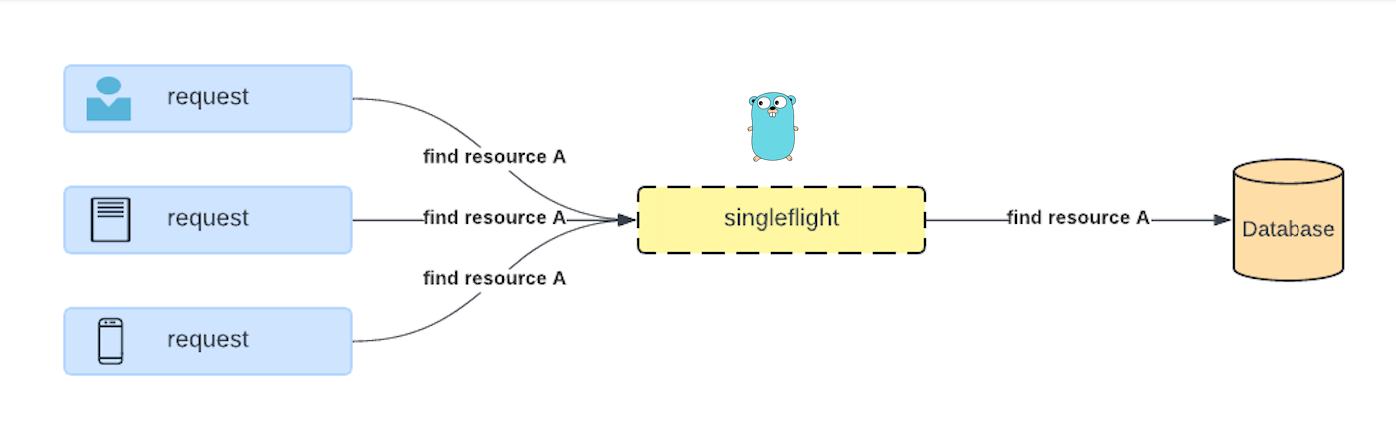 request
find resource A
request
find resource A
singleflight
find resource A
Database
find resource A
request